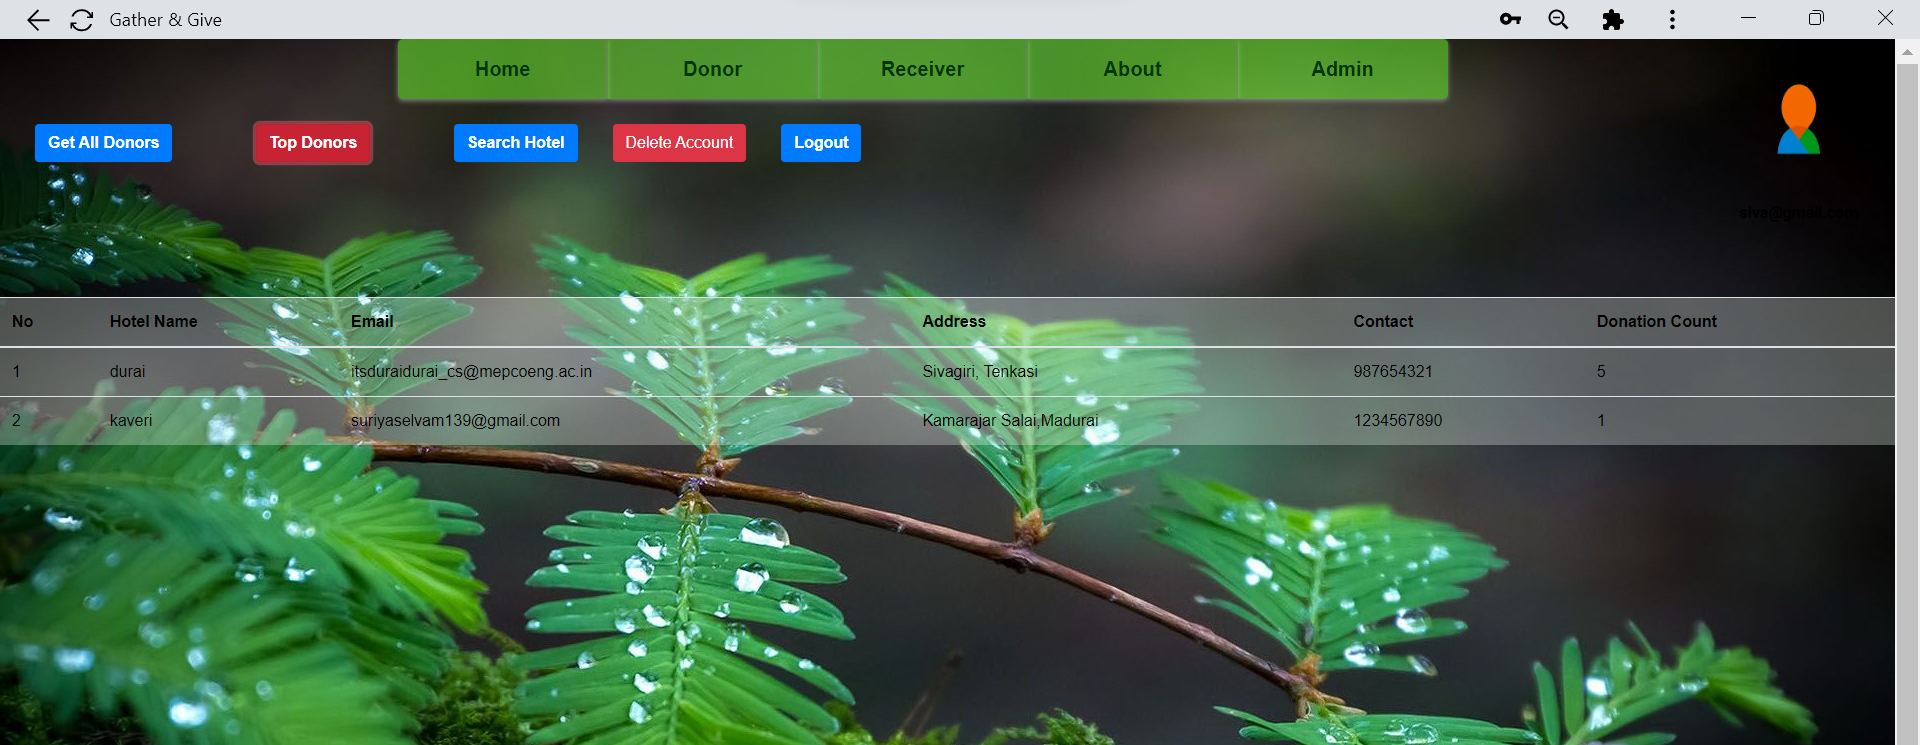 Gather & Give
Home Donor Receiver About Admin
Get All Donors Top Donors Search Hotel Delete Account Logout
siva@gmail.com
No Hotel Name Email Address Contact Donation Count
1 durai itsduraidurai_cs@mepcoeng.ac.in Sivagiri, Tenkasi 987654321 5
2 kaveri suriyaselvam139@gmail.com Kamarajar Salai,Madurai 1234567890 1